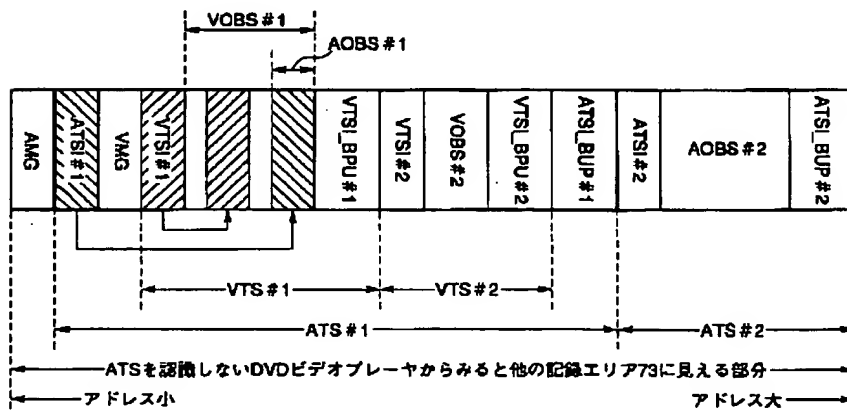 VOBS#1
AOBS#1
AMG
ATSI#1
VMG
VTSI#1
VTSI_BPU#1
VTSI#2
VOBS#2
VTSI_BPU#2
ATSI_BUP#1
ATSI#2
AOBS#2
ATSI_BUP#2
VTS#1
VTS#2
ATS#1
ATS#2
ATSを認識しないDVDビデオプレーヤからみると他の記録エリア73に見える部分
アドレス小
アドレス大